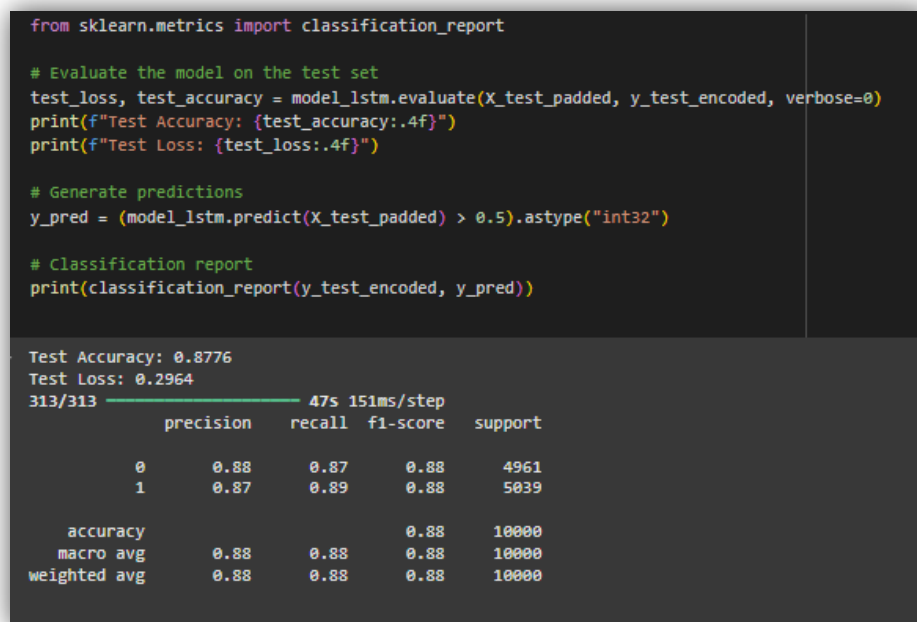 from sklearn.metrics import classification_report
# Evaluate the model on the test set
test_loss, test_accuracy = model_lstm.evaluate(X_test_padded, y_test_encoded, verbose=0)
print(f"Test Accuracy: {test_accuracy:.4f}")
print(f"Test Loss: {test_loss:.4f}")
# Generate predictions
y_pred = (model_lstm.predict(X_test_padded) > 0.5).astype("int32")
# Classification report
print(classification_report(y_test_encoded, y_pred))
Test Accuracy: 0.8776
Test Loss: 0.2964
313/313 47s 151ms/step
precision recall f1-score support
0 0.88 0.87 0.88 4961
1 0.87 0.89 0.88 5039
accuracy 0.88 10000
macro avg 0.88 0.88 0.88 10000
weighted avg 0.88 0.88 0.88 10000